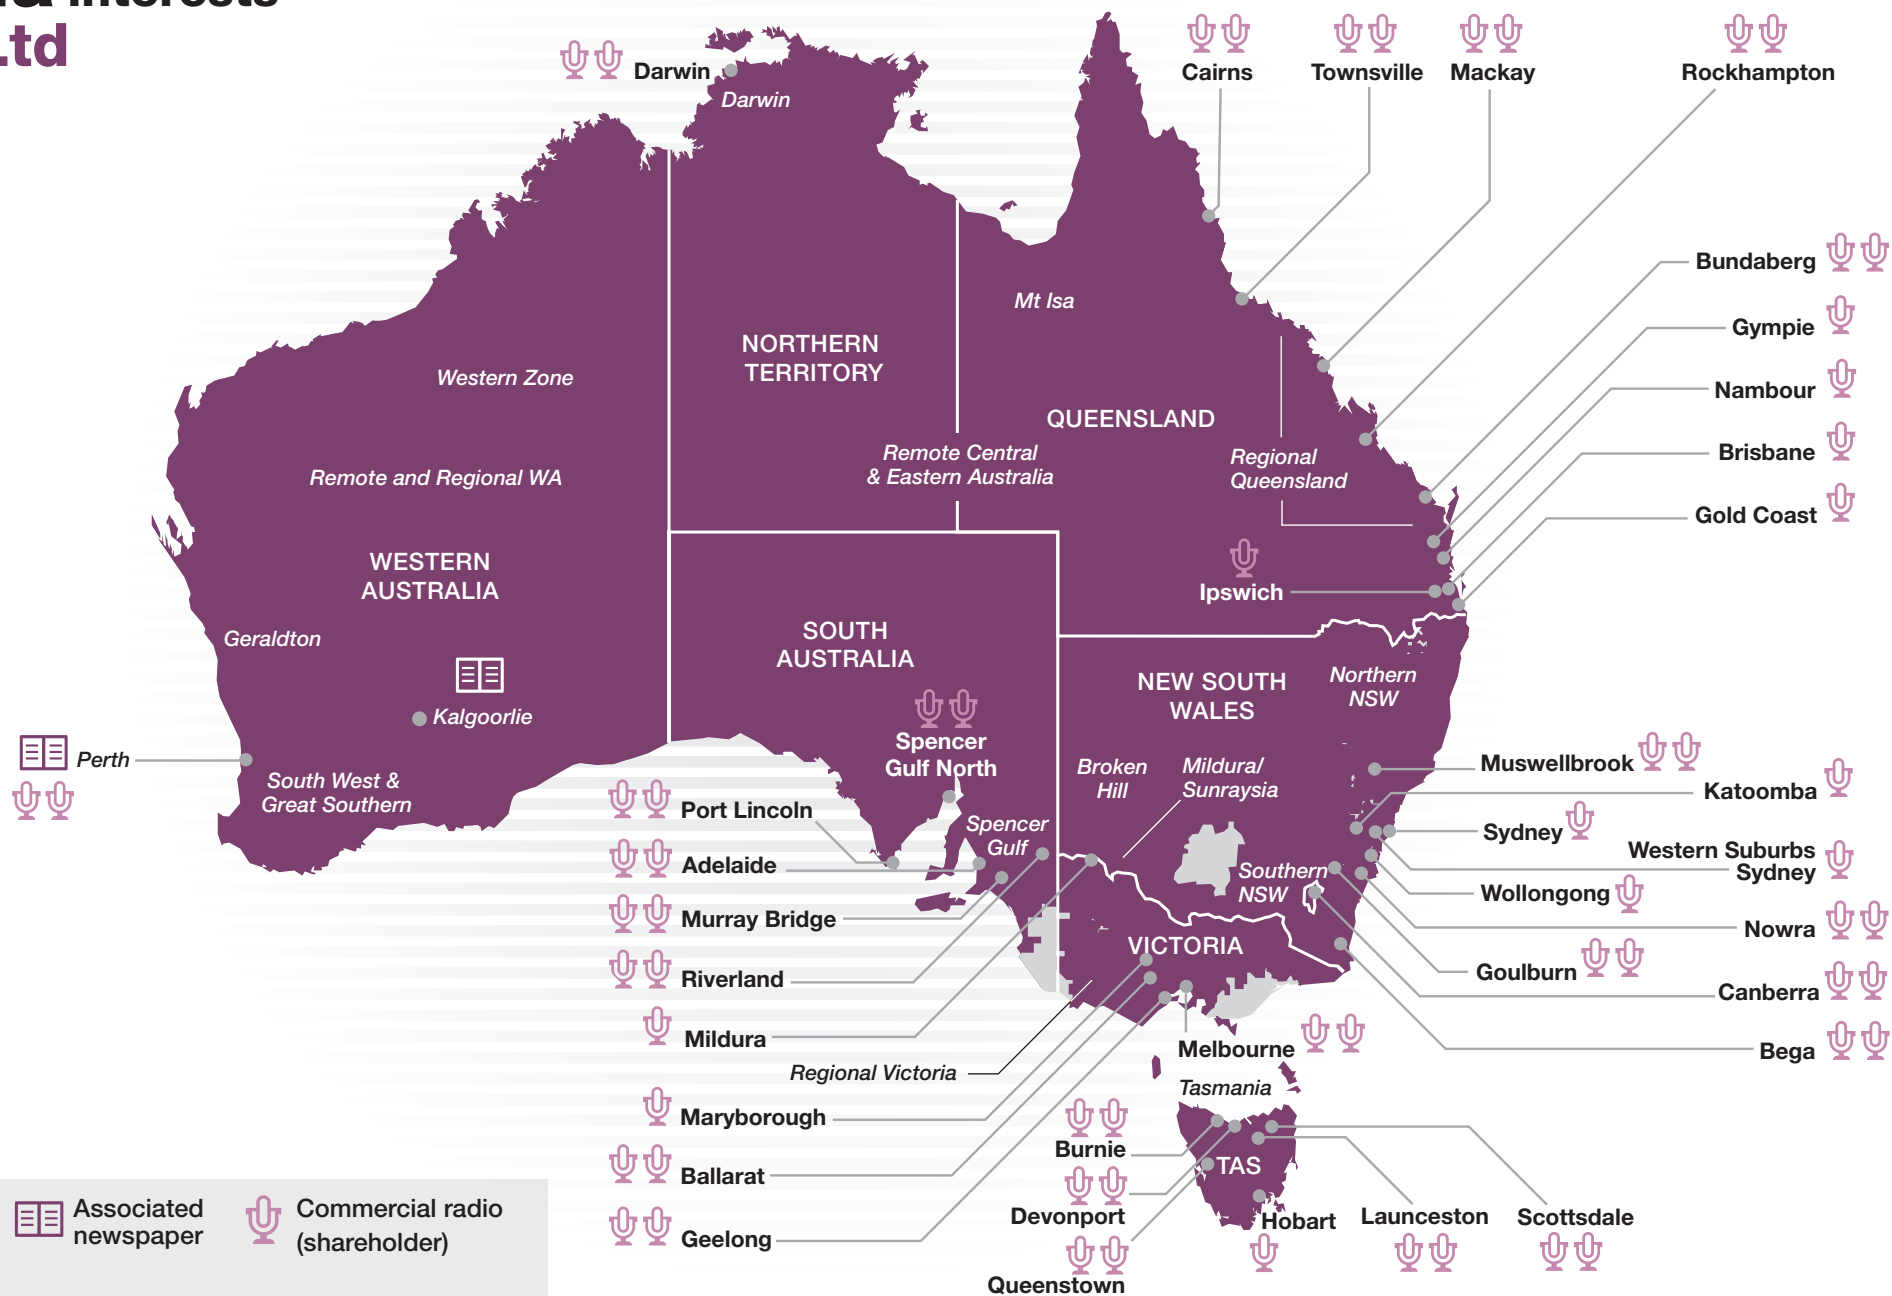 interests
Ltd
Darwin
Darwin
Cairns
Townsville
Mackay
Rockhampton
Bundaberg
Gympie
Nambour
Brisbane
Gold Coast
Ipswich
Mt Isa
NORTHERN
TERRITORY
Western Zone
QUEENSLAND
Remote Central
& Eastern Australia
Regional
Queensland
Remote and Regional WA
WESTERN
AUSTRALIA
Geraldton
Kalgoorlie
Perth
South West &
Great Southern
SOUTH
AUSTRALIA
Spencer
Gulf North
Spencer
Gulf
NEW SOUTH
WALES
Northern
NSW
Broken
Hill
Mildura/
Sunraysia
Southern
NSW
VICTORIA
Muswellbrook
Katoomba
Sydney
Western Suburbs
Sydney
Wollongong
Nowra
Goulburn
Canberra
Bega
Port Lincoln
Adelaide
Murray Bridge
Riverland
Mildura
Regional Victoria
Maryborough
Ballarat
Geelong
Melbourne
Tasmania
Burnie
TAS
Devonport
Queenstown
Hobart
Launceston
Scottsdale
Associated
newspaper
Commercial radio
(shareholder)